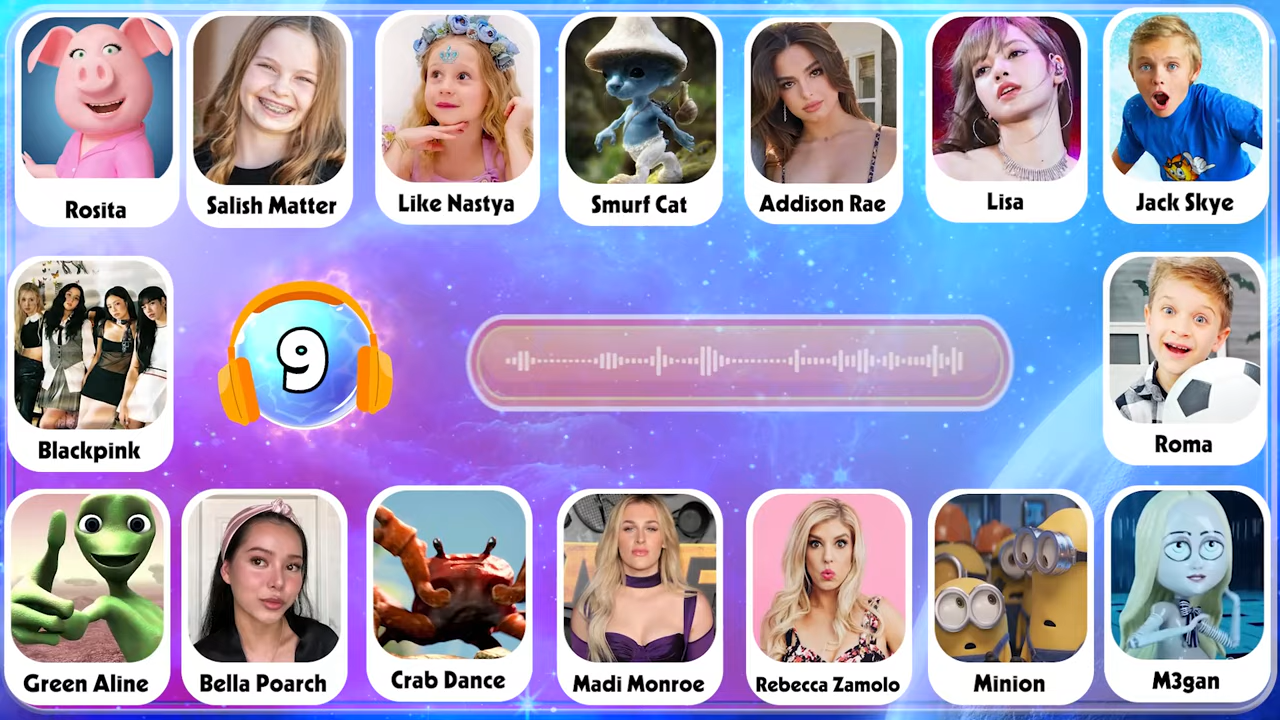 Rosita
Salish Matter
Like Nastya
Smurf Cat
Addison Rae
Lisa
Jack Skye
Blackpink
9
Roma
Green Aline
Bella Poarch
Crab Dance
Madi Monroe
Rebecca Zamolo
Minion
M3gan